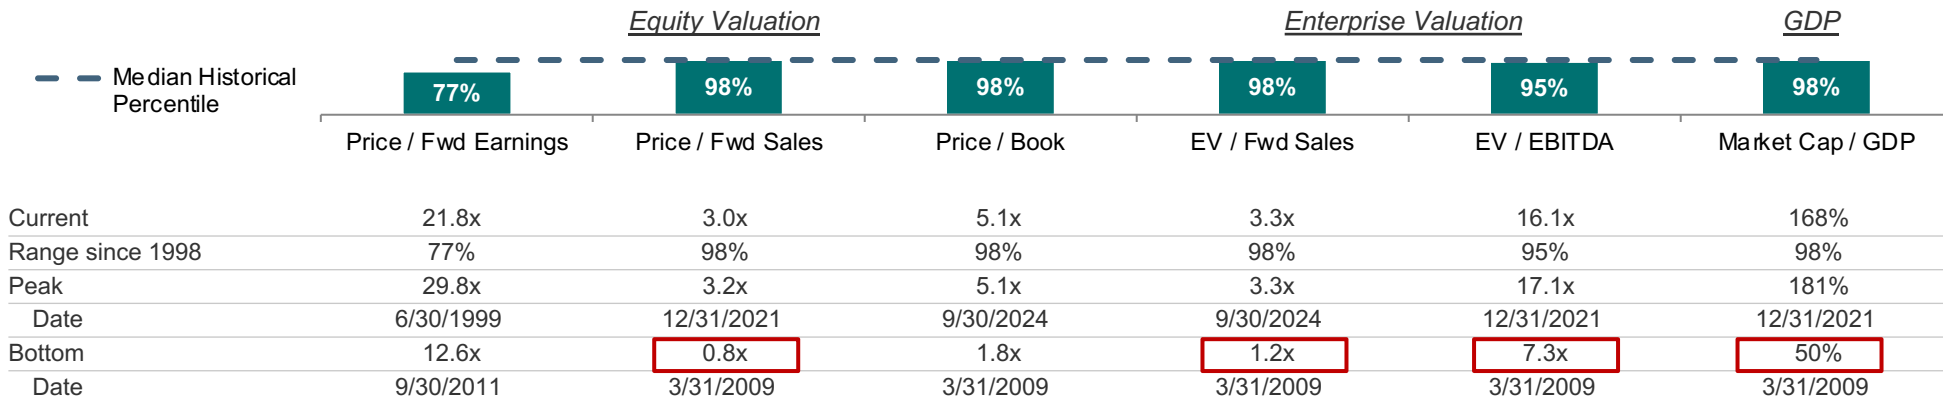 Equity Valuation Enterprise Valuation GDP
Median Historical
Percentile
77% 98% 98% 98% 95% 98%
Price / Fwd Earnings Price / Fwd Sales Price / Book EV / Fwd Sales EV / EBITDA Market Cap / GDP
Current 21.8x 3.0x 5.1x 3.3x 16.1x 168%
Range since 1998 77% 98% 98% 98% 95% 98%
Peak 29.8x 3.2x 5.1x 3.3x 17.1x 181%
Date 6/30/1999 12/31/2021 9/30/2024 9/30/2024 12/31/2021 12/31/2021
Bottom 12.6x 0.8x 1.8x 1.2x 7.3x 50%
Date 9/30/2011 3/31/2009 3/31/2009 3/31/2009 3/31/2009 3/31/2009